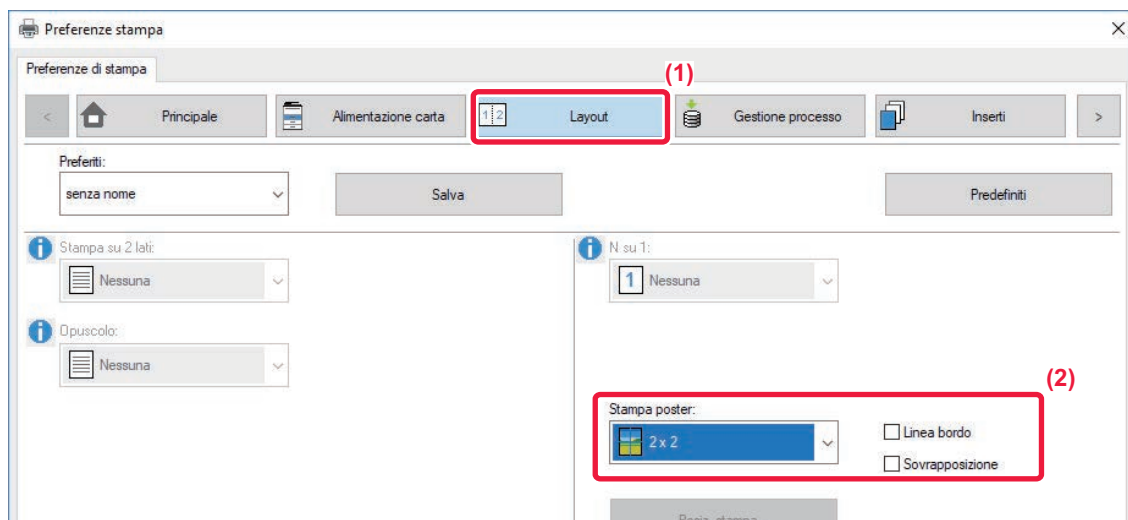 Preferenze stampa
Preferenze di stampa
(1)
< Principale Alimentazione carta 1 2 Layout Gestione processo Inserti >
Preferiti:
senza nome Salva Predefiniti
Stampa su 2 lati:
Nessuna
Opuscolo:
Nessuna
N su 1:
1 Nessuna
(2)
Stampa poster:
2 x 2
Linea bordo
Sovrapposizione